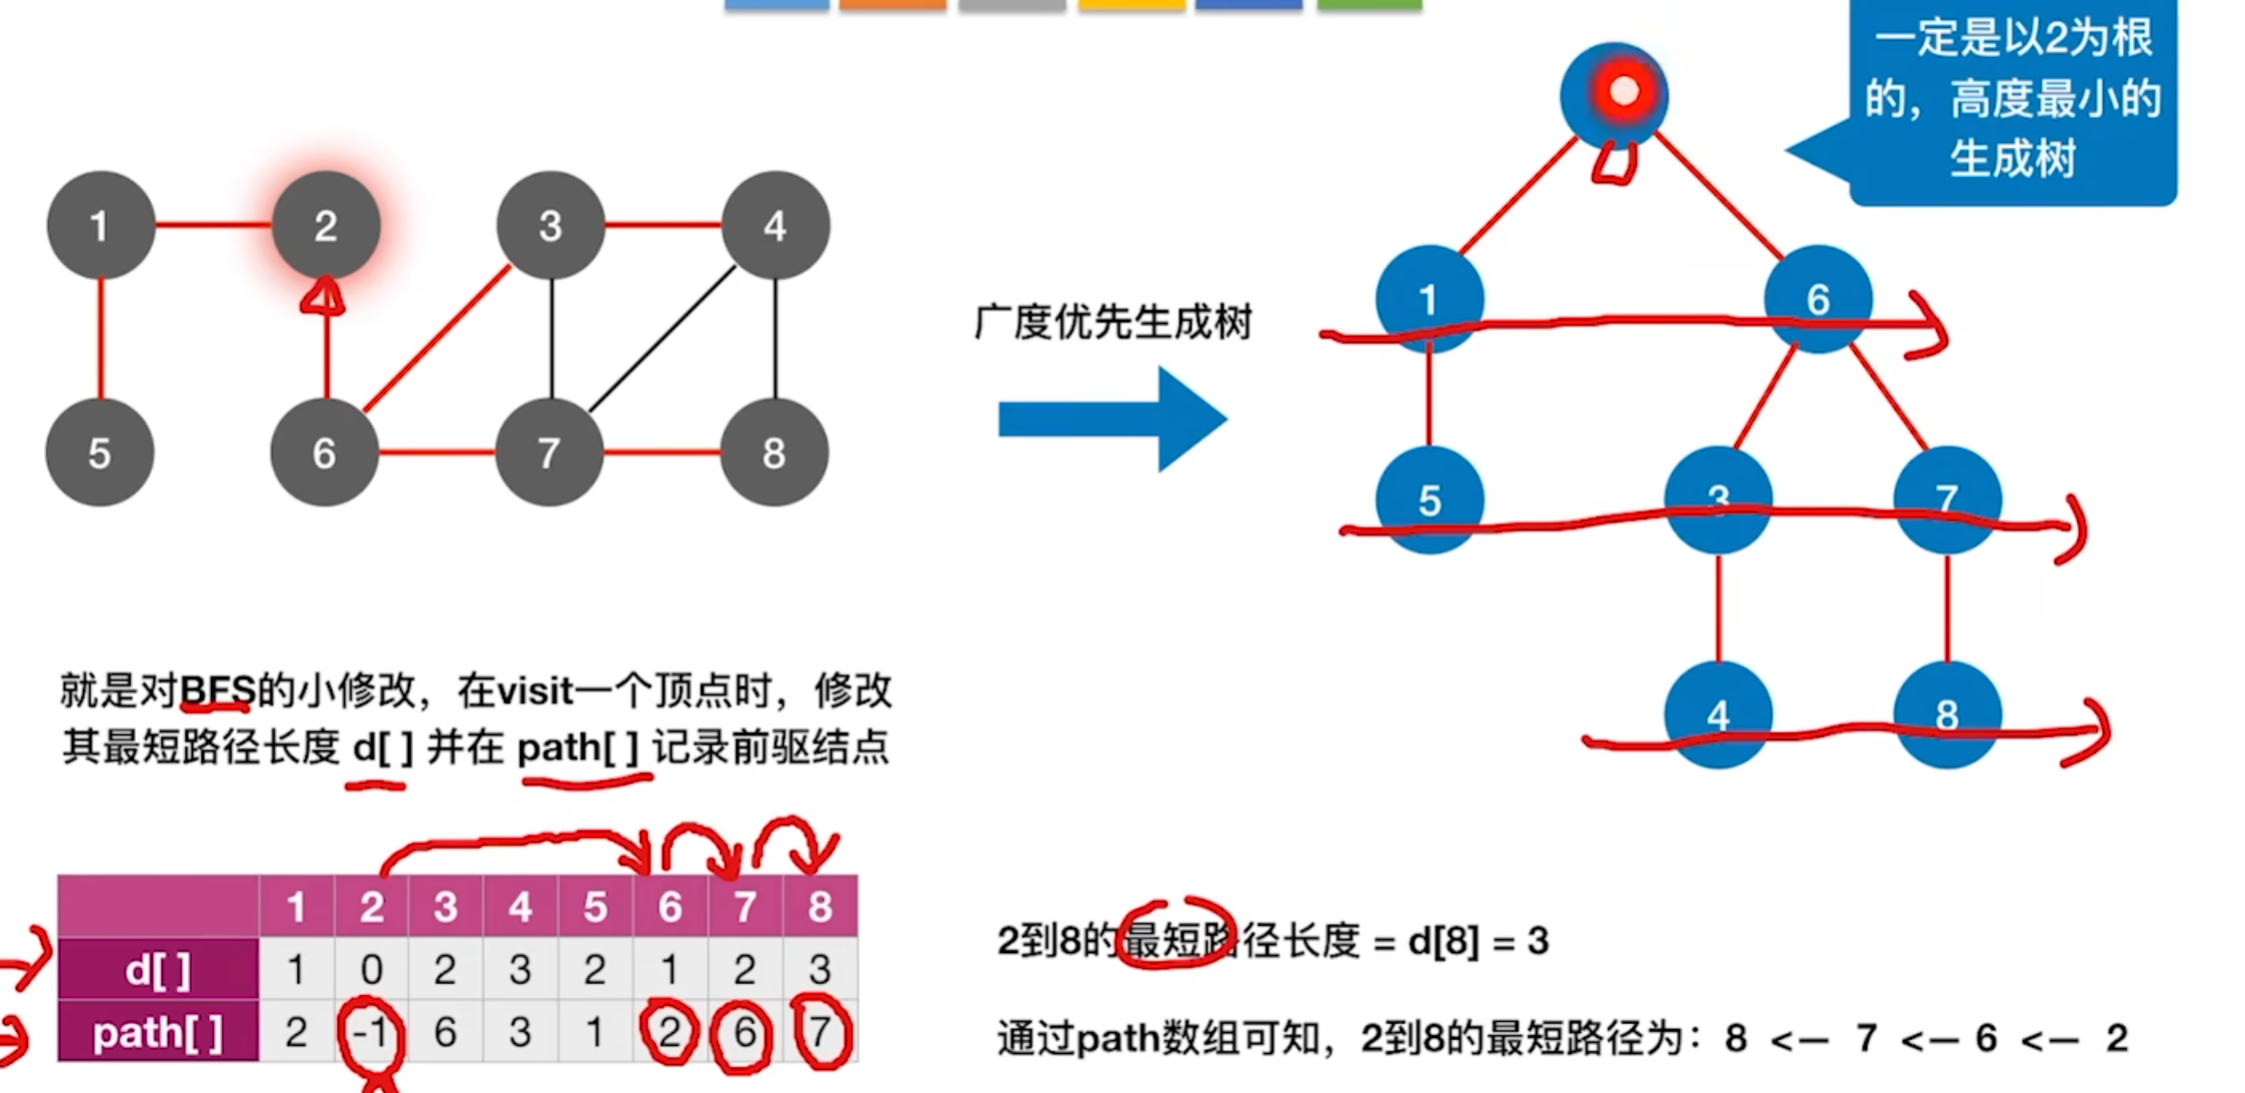 一定是以2为根
的，高度最小的
生成树
1
2
3
4
5
6
7
8
广度优先生成树
1
6
5
3
7
4
8
就是对BFS的小修改，在visit一个顶点时，修改
其最短路径长度 d[ ] 并在 path[ ] 记录前驱结点
1 2 3 4 5 6 7 8
d[ ] 1 0 2 3 2 1 2 3
path[ ] 2 -1 6 3 1 2 6 7
2到8的最短路径长度 = d[8] = 3
通过path数组可知，2到8的最短路径为：8 <— 7 <— 6 <— 2